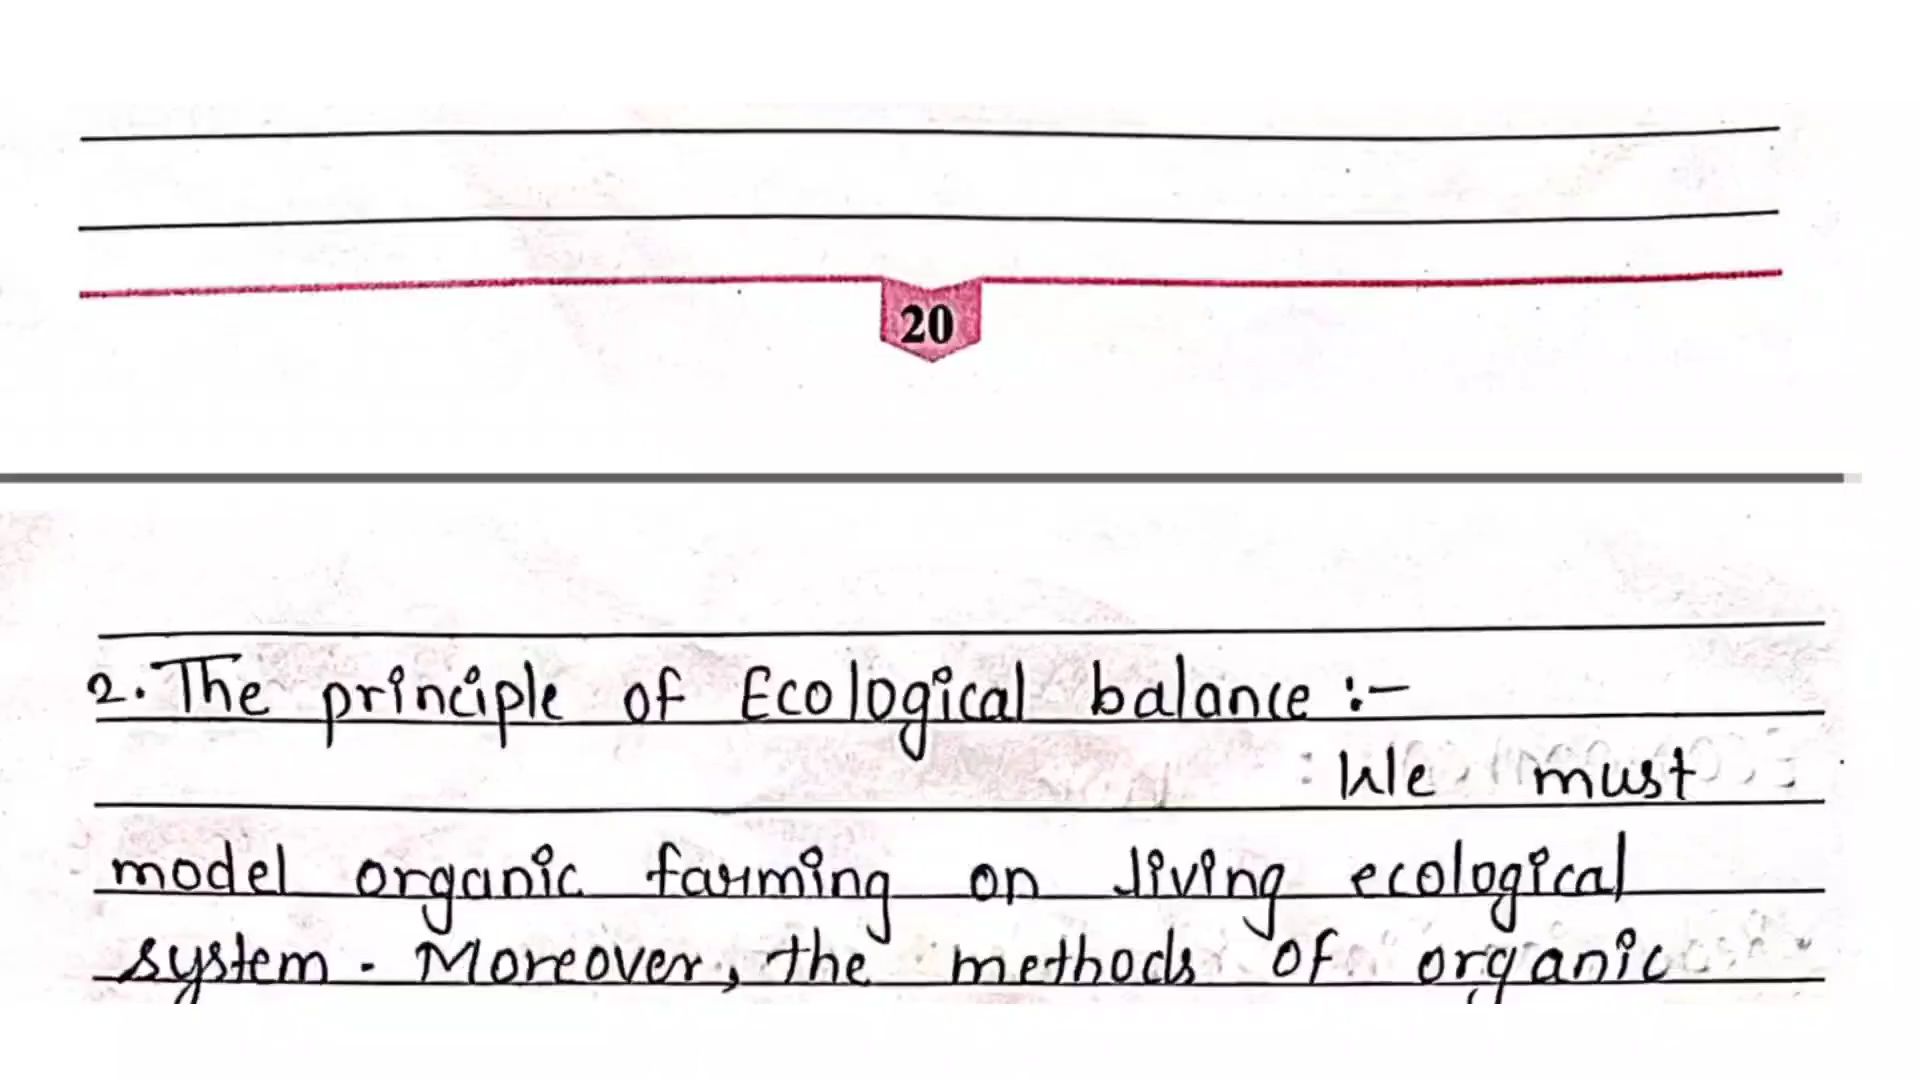 20
2. The principle of Ecological balance :-
We must
model organic farming on living ecological
system. Moreover, the methods of organic